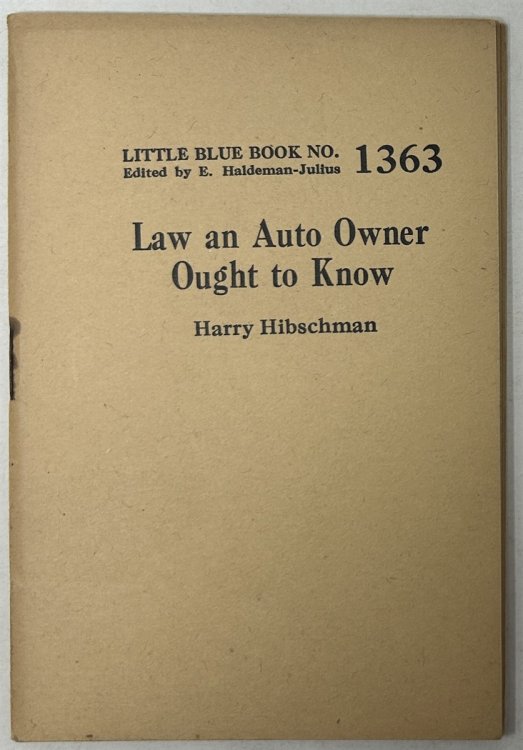 LITTLE BLUE BOOK NO. 1363
Edited by E. Haldeman-Julius
Law an Auto Owner
Ought to Know
Harry Hibschman